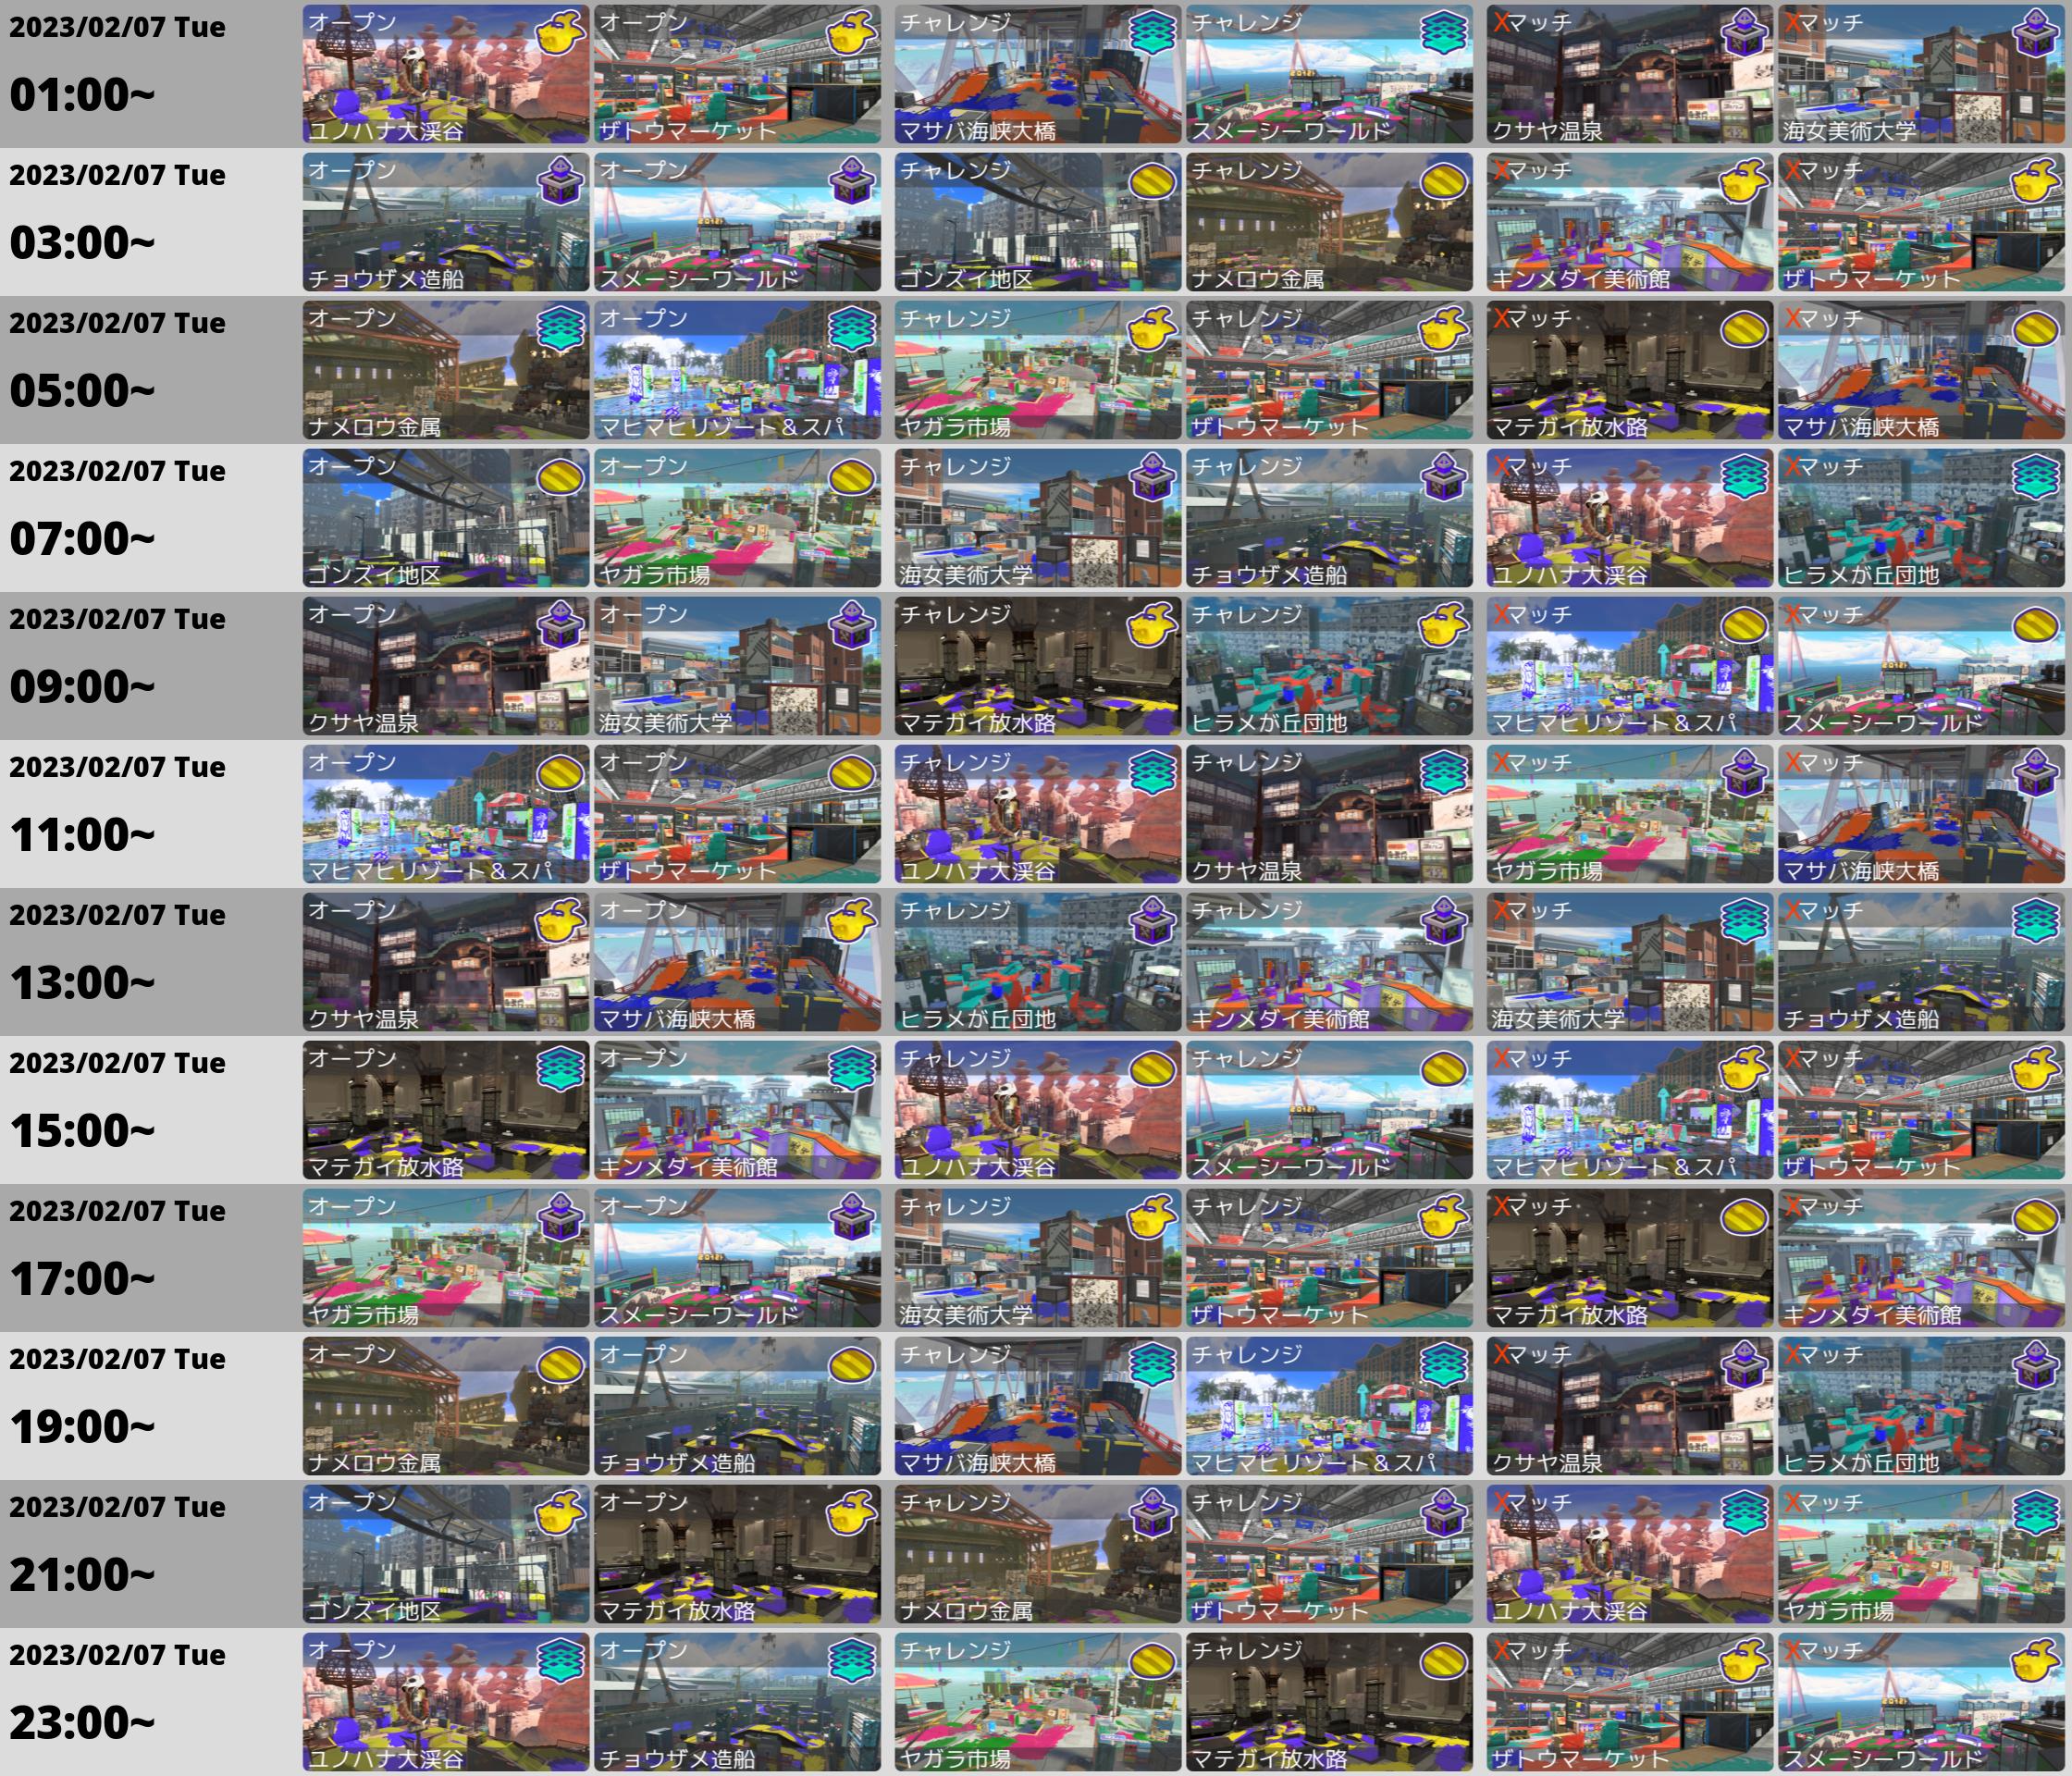 2023/02/07 Tue
01:00~
オープン オープン チャレンジ チャレンジ Xマッチ Xマッチ
ユノハナ大渓谷 ザトウマーケット マサバ海峡大橋 スメーシーワールド クサヤ温泉 海女美術大学
2023/02/07 Tue
03:00~
オープン オープン チャレンジ チャレンジ Xマッチ Xマッチ
チョウザメ造船 スメーシーワールド ゴンズイ地区 ナメロウ金属 キンメダイ美術館 ザトウマーケット
2023/02/07 Tue
05:00~
オープン オープン チャレンジ チャレンジ Xマッチ Xマッチ
ナメロウ金属 マヒマヒリゾート&スパ ヤガラ市場 ザトウマーケット マテガイ放水路 マサバ海峡大橋
2023/02/07 Tue
07:00~
オープン オープン チャレンジ チャレンジ Xマッチ Xマッチ
ゴンズイ地区 ヤガラ市場 海女美術大学 チョウザメ造船 ユノハナ大渓谷 ヒラメが丘団地
2023/02/07 Tue
09:00~
オープン オープン チャレンジ チャレンジ Xマッチ Xマッチ
クサヤ温泉 海女美術大学 マテガイ放水路 ヒラメが丘団地 マヒマヒリゾート&スパ スメーシーワールド
2023/02/07 Tue
11:00~
オープン オープン チャレンジ チャレンジ Xマッチ Xマッチ
マヒマヒリゾート&スパ ザトウマーケット ユノハナ大渓谷 クサヤ温泉 ヤガラ市場 マサバ海峡大橋
2023/02/07 Tue
13:00~
オープン オープン チャレンジ チャレンジ Xマッチ Xマッチ
クサヤ温泉 マサバ海峡大橋 ヒラメが丘団地 キンメダイ美術館 海女美術大学 チョウザメ造船
2023/02/07 Tue
15:00~
オープン オープン チャレンジ チャレンジ Xマッチ Xマッチ
マテガイ放水路 キンメダイ美術館 ユノハナ大渓谷 スメーシーワールド マヒマヒリゾート&スパ ザトウマーケット
2023/02/07 Tue
17:00~
オープン オープン チャレンジ チャレンジ Xマッチ Xマッチ
ヤガラ市場 スメーシーワールド 海女美術大学 ザトウマーケット マテガイ放水路 キンメダイ美術館
2023/02/07 Tue
19:00~
オープン オープン チャレンジ チャレンジ Xマッチ Xマッチ
ナメロウ金属 チョウザメ造船 マサバ海峡大橋 マヒマヒリゾート&スパ クサヤ温泉 ヒラメが丘団地
2023/02/07 Tue
21:00~
オープン オープン チャレンジ チャレンジ Xマッチ Xマッチ
ゴンズイ地区 マテガイ放水路 ナメロウ金属 ザトウマーケット ユノハナ大渓谷 ヤガラ市場
2023/02/07 Tue
23:00~
オープン オープン チャレンジ チャレンジ Xマッチ Xマッチ
ユノハナ大渓谷 チョウザメ造船 ヤガラ市場 マテガイ放水路 ザトウマーケット スメーシーワールド